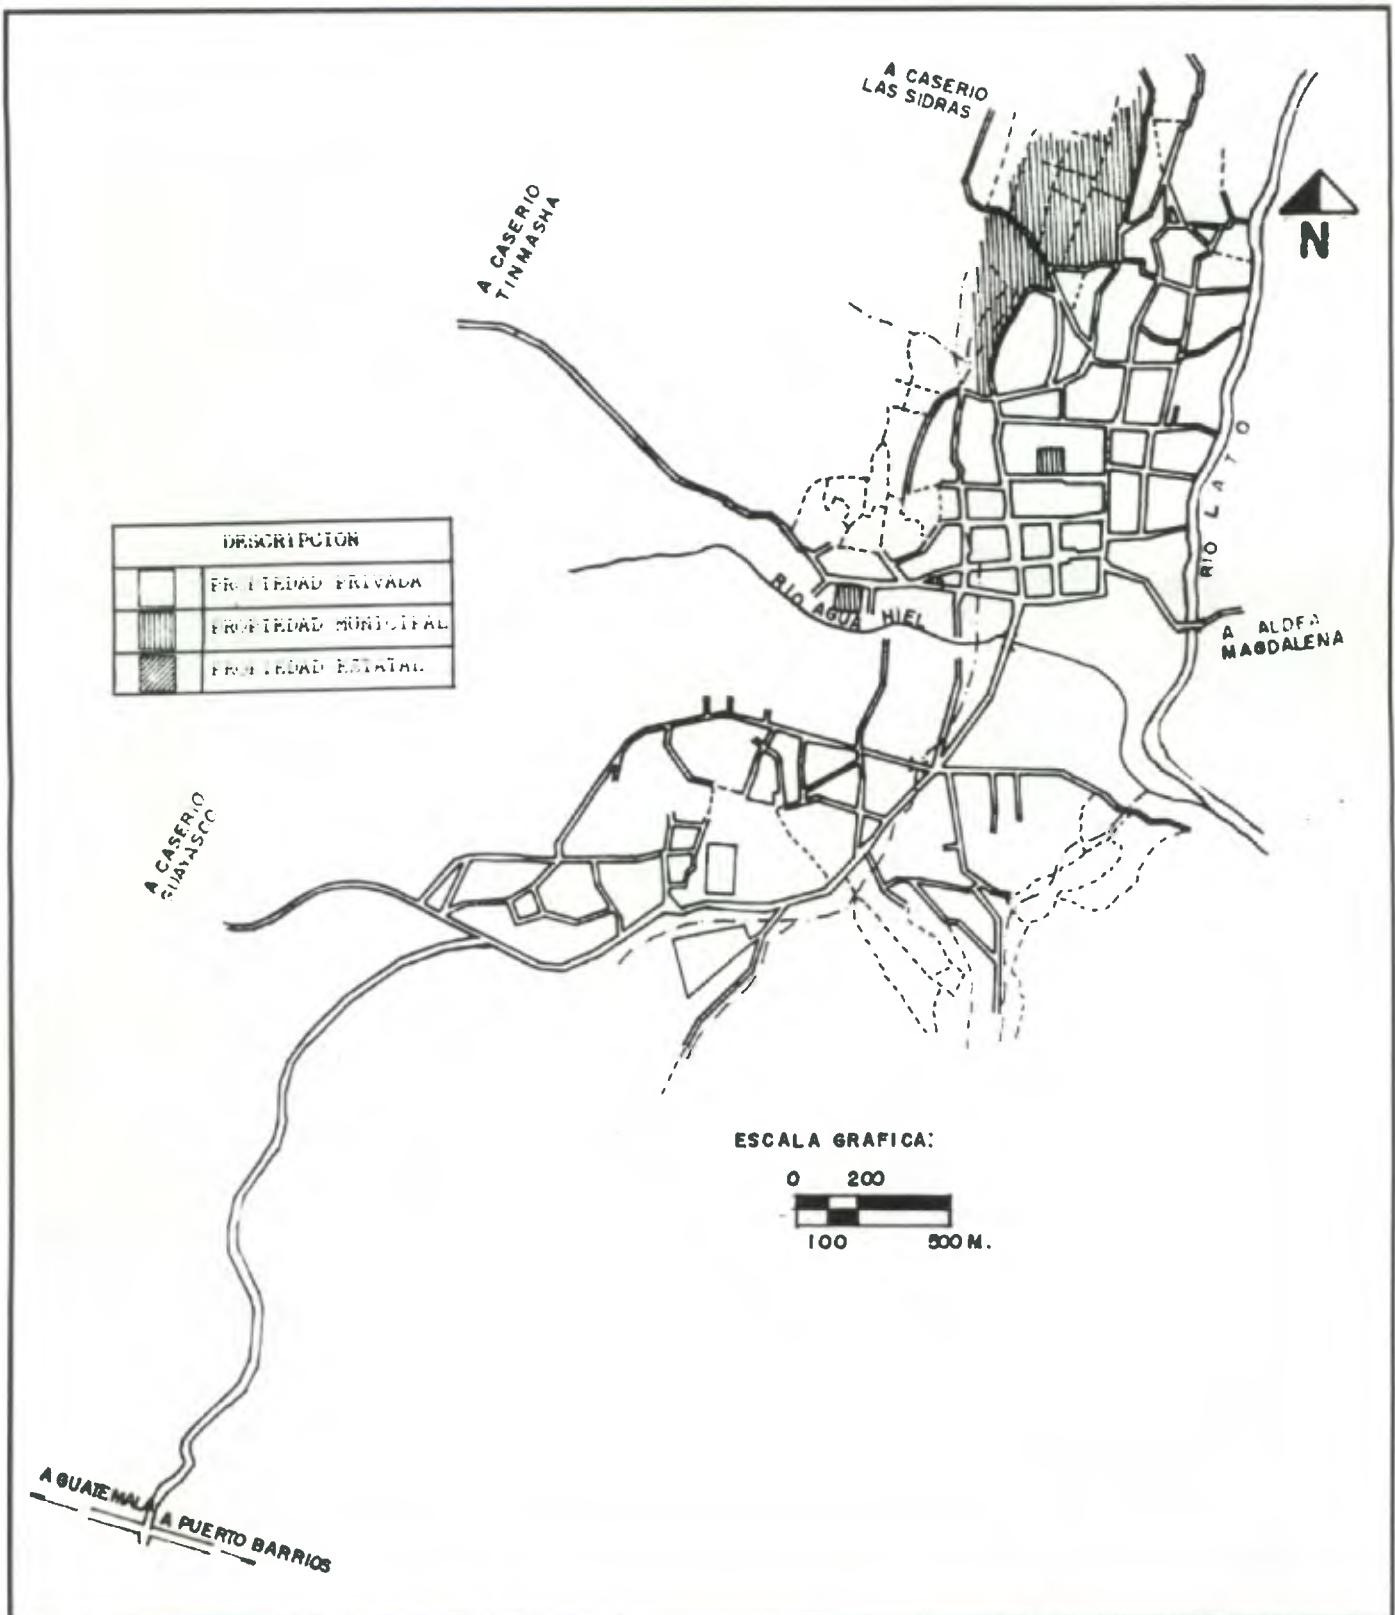 A CASERIO
LAS SIDRAS
A CASERIO
TINMASHA
N
DESCRIPCION
PROPIEDAD PRIVADA
PROPIEDAD MUNICIPAL
PROPIEDAD ESTATAL
RIO LATO
RIO AGUA HIEL
A ALDEA
MAGDALENA
A CASERIO
GUAYASCO
ESCALA GRAFICA:
0 200
100 500 M.
A GUATEMALA
A PUERTO BARRIOS